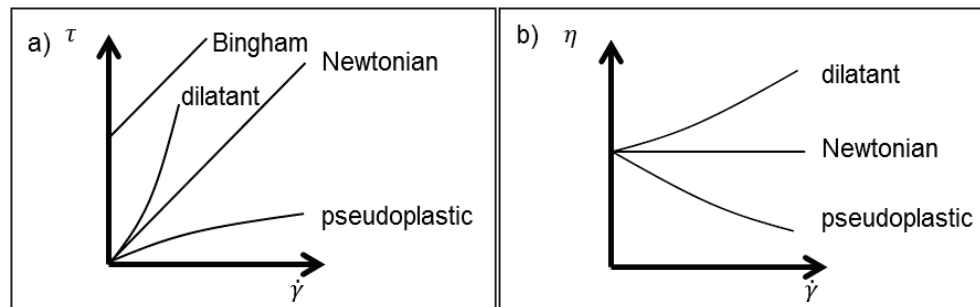 a) τ
Bingham
Newtonian
dilatant
pseudoplastic
γ̇
b) η
dilatant
Newtonian
pseudoplastic
γ̇